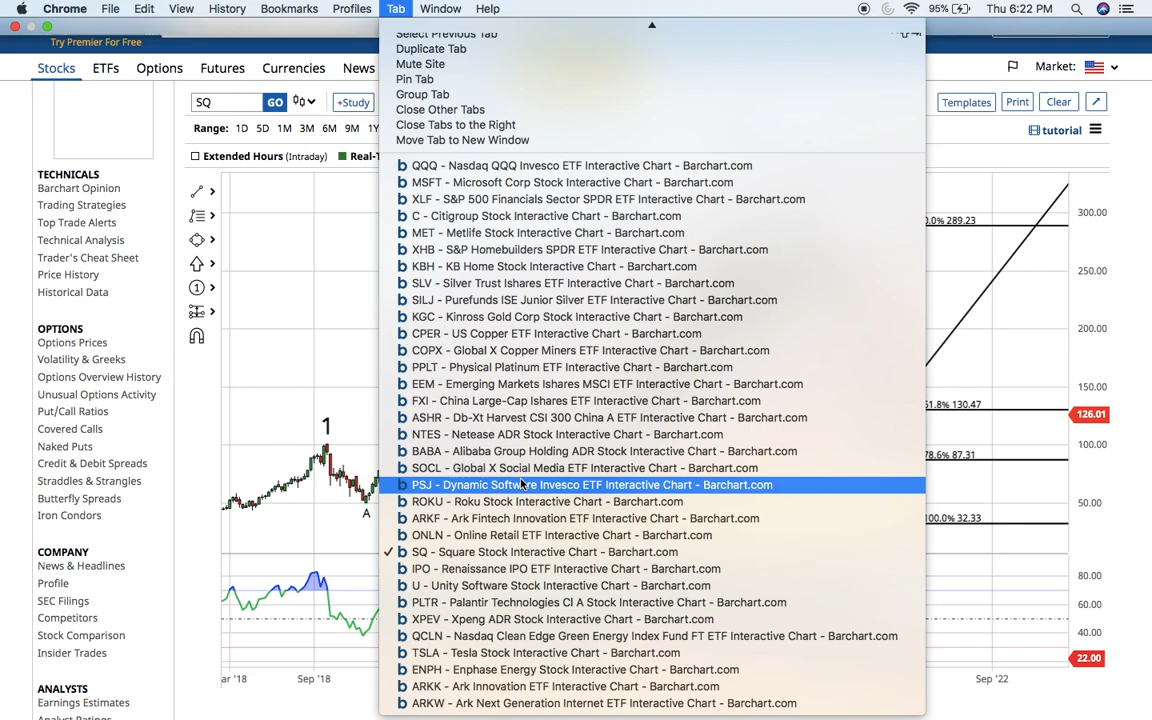 Chrome File Edit View History Bookmarks Profiles Tab Window Help 95% Thu 6:22 PM
Try Premier For Free
Stocks ETFs Options Futures Currencies News Market:
SQ GO +Study Templates Print Clear
Range: 1D 5D 1M 3M 6M 9M 1Y tutorial
Extended Hours (Intraday) Real-T
TECHNICALS
Barchart Opinion
Trading Strategies
Top Trade Alerts
Technical Analysis
Trader's Cheat Sheet
Price History
Historical Data
OPTIONS
Options Prices
Volatility & Greeks
Options Overview History
Unusual Options Activity
Put/Call Ratios
Covered Calls
Naked Puts
Credit & Debit Spreads
Straddles & Strangles
Butterfly Spreads
Iron Condors
COMPANY
News & Headlines
Profile
SEC Filings
Competitors
Stock Comparison
Insider Trades
ANALYSTS
Earnings Estimates
Analyst Ratings
Select Previous Tab
Duplicate Tab
Mute Site
Pin Tab
Group Tab
Close Other Tabs
Close Tabs to the Right
Move Tab to New Window
QQQ - Nasdaq QQQ Invesco ETF Interactive Chart - Barchart.com
MSFT - Microsoft Corp Stock Interactive Chart - Barchart.com
XLF - S&P 500 Financials Sector SPDR ETF Interactive Chart - Barchart.com
C - Citigroup Stock Interactive Chart - Barchart.com
MET - Metlife Stock Interactive Chart - Barchart.com
XHB - S&P Homebuilders SPDR ETF Interactive Chart - Barchart.com
KBH - KB Home Stock Interactive Chart - Barchart.com
SLV - Silver Trust Ishares ETF Interactive Chart - Barchart.com
SILJ - Purefunds ISE Junior Silver ETF Interactive Chart - Barchart.com
KGC - Kinross Gold Corp Stock Interactive Chart - Barchart.com
CPER - US Copper ETF Interactive Chart - Barchart.com
COPX - Global X Copper Miners ETF Interactive Chart - Barchart.com
PPLT - Physical Platinum ETF Interactive Chart - Barchart.com
EEM - Emerging Markets Ishares MSCI ETF Interactive Chart - Barchart.com
FXI - China Large-Cap Ishares ETF Interactive Chart - Barchart.com
ASHR - Db-Xt Harvest CSI 300 China A ETF Interactive Chart - Barchart.com
NTES - Netease ADR Stock Interactive Chart - Barchart.com
BABA - Alibaba Group Holding ADR Stock Interactive Chart - Barchart.com
SOCL - Global X Social Media ETF Interactive Chart - Barchart.com
PSJ - Dynamic Software Invesco ETF Interactive Chart - Barchart.com
ROKU - Roku Stock Interactive Chart - Barchart.com
ARKF - Ark Fintech Innovation ETF Interactive Chart - Barchart.com
ONLN - Online Retail ETF Interactive Chart - Barchart.com
SQ - Square Stock Interactive Chart - Barchart.com
IPO - Renaissance IPO ETF Interactive Chart - Barchart.com
U - Unity Software Stock Interactive Chart - Barchart.com
PLTR - Palantir Technologies Cl A Stock Interactive Chart - Barchart.com
XPEV - Xpeng ADR Stock Interactive Chart - Barchart.com
QCLN - Nasdaq Clean Edge Green Energy Index Fund FT ETF Interactive Chart - Barchart.com
TSLA - Tesla Stock Interactive Chart - Barchart.com
ENPH - Enphase Energy Stock Interactive Chart - Barchart.com
ARKK - Ark Innovation ETF Interactive Chart - Barchart.com
ARKW - Ark Next Generation Internet ETF Interactive Chart - Barchart.com
1
A
ar '18 Sep '18 Sep '22
0.0% 289.23
61.8% 130.47
78.6% 87.31
100.0% 32.33
300.00
250.00
200.00
150.00
126.01
100.00
50.00
80.00
60.00
40.00
22.00